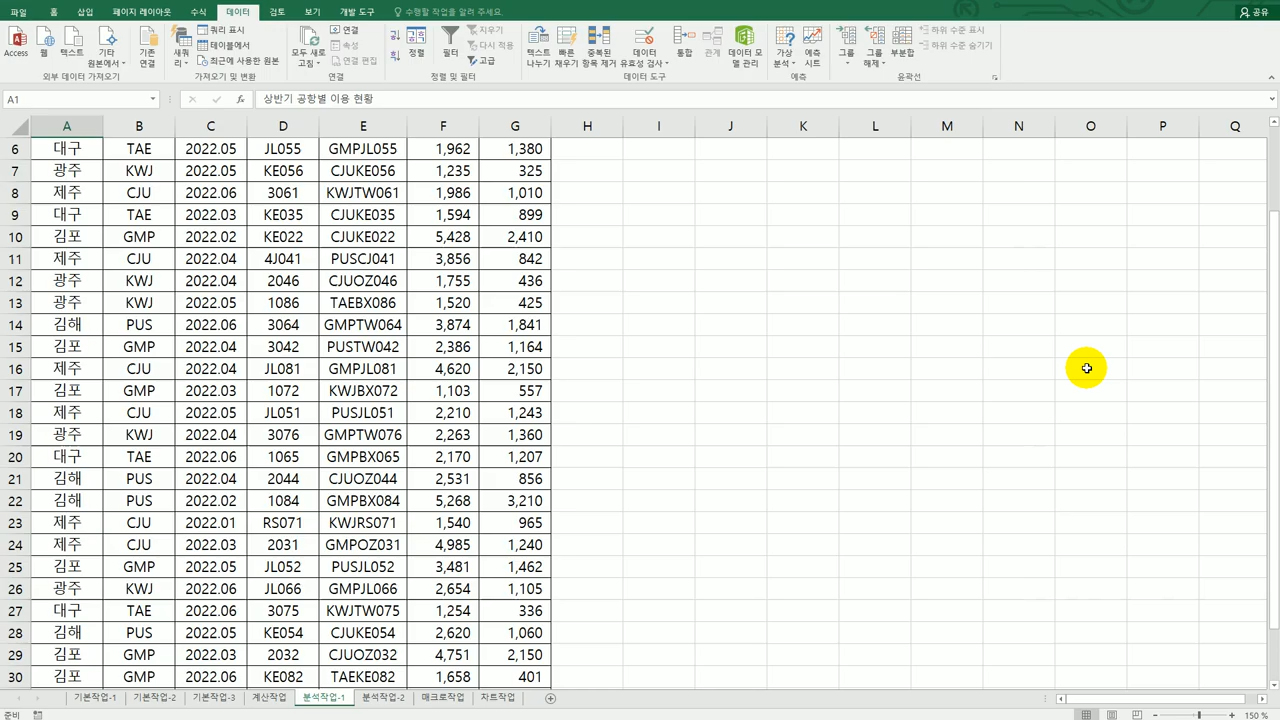 파일 홈 삽입 페이지 레이아웃 수식 데이터 검토 보기 개발 도구 수행할 작업을 알려 주세요. 공유
Access 웹 텍스트 기타 원본에서 기존 연결 새 쿼리 쿼리 표시 테이블에서 최근에 사용한 원본 모두 새로 고침 연결 속성 연결 편집 정렬 필터 지우기 다시 적용 고급 텍스트 나누기 빠른 채우기 중복된 항목 제거 데이터 유효성 검사 통합 관계 데이터 모델 관리 가상 분석 예측 시트 그룹 그룹 해제 부분합 하위 수준 표시 하위 수준 숨기기
외부 데이터 가져오기 가져오기 및 변환 연결 정렬 및 필터 데이터 도구 예측 윤곽선
A1 fx 상반기 공항별 이용 현황
A B C D E F G H I J K L M N O P Q
6 대구 TAE 2022.05 JL055 GMPJL055 1,962 1,380
7 광주 KWJ 2022.05 KE056 CJUKE056 1,235 325
8 제주 CJU 2022.06 3061 KWJTW061 1,986 1,010
9 대구 TAE 2022.03 KE035 CJUKE035 1,594 899
10 김포 GMP 2022.02 KE022 CJUKE022 5,428 2,410
11 제주 CJU 2022.04 4J041 PUSCJ041 3,856 842
12 광주 KWJ 2022.04 2046 CJUOZ046 1,755 436
13 광주 KWJ 2022.05 1086 TAEBX086 1,520 425
14 김해 PUS 2022.06 3064 GMPTW064 3,874 1,841
15 김포 GMP 2022.04 3042 PUSTW042 2,386 1,164
16 제주 CJU 2022.04 JL081 GMPJL081 4,620 2,150
17 김포 GMP 2022.03 1072 KWJBX072 1,103 557
18 제주 CJU 2022.05 JL051 PUSJL051 2,210 1,243
19 광주 KWJ 2022.04 3076 GMPTW076 2,263 1,360
20 대구 TAE 2022.06 1065 GMPBX065 2,170 1,207
21 김해 PUS 2022.04 2044 CJUOZ044 2,531 856
22 김해 PUS 2022.02 1084 GMPBX084 5,268 3,210
23 제주 CJU 2022.01 RS071 KWJRS071 1,540 965
24 제주 CJU 2022.03 2031 GMPOZ031 4,985 1,240
25 김포 GMP 2022.05 JL052 PUSJL052 3,481 1,462
26 광주 KWJ 2022.06 JL066 GMPJL066 2,654 1,105
27 대구 TAE 2022.06 3075 KWJTW075 1,254 336
28 김해 PUS 2022.05 KE054 CJUKE054 2,620 1,060
29 김포 GMP 2022.03 2032 CJUOZ032 4,751 2,150
30 김포 GMP 2022.06 KE082 TAEKE082 1,658 401
기본작업-1 기본작업-2 기본작업-3 계산작업 분석작업-1 분석작업-2 매크로작업 차트작업
준비 150 %